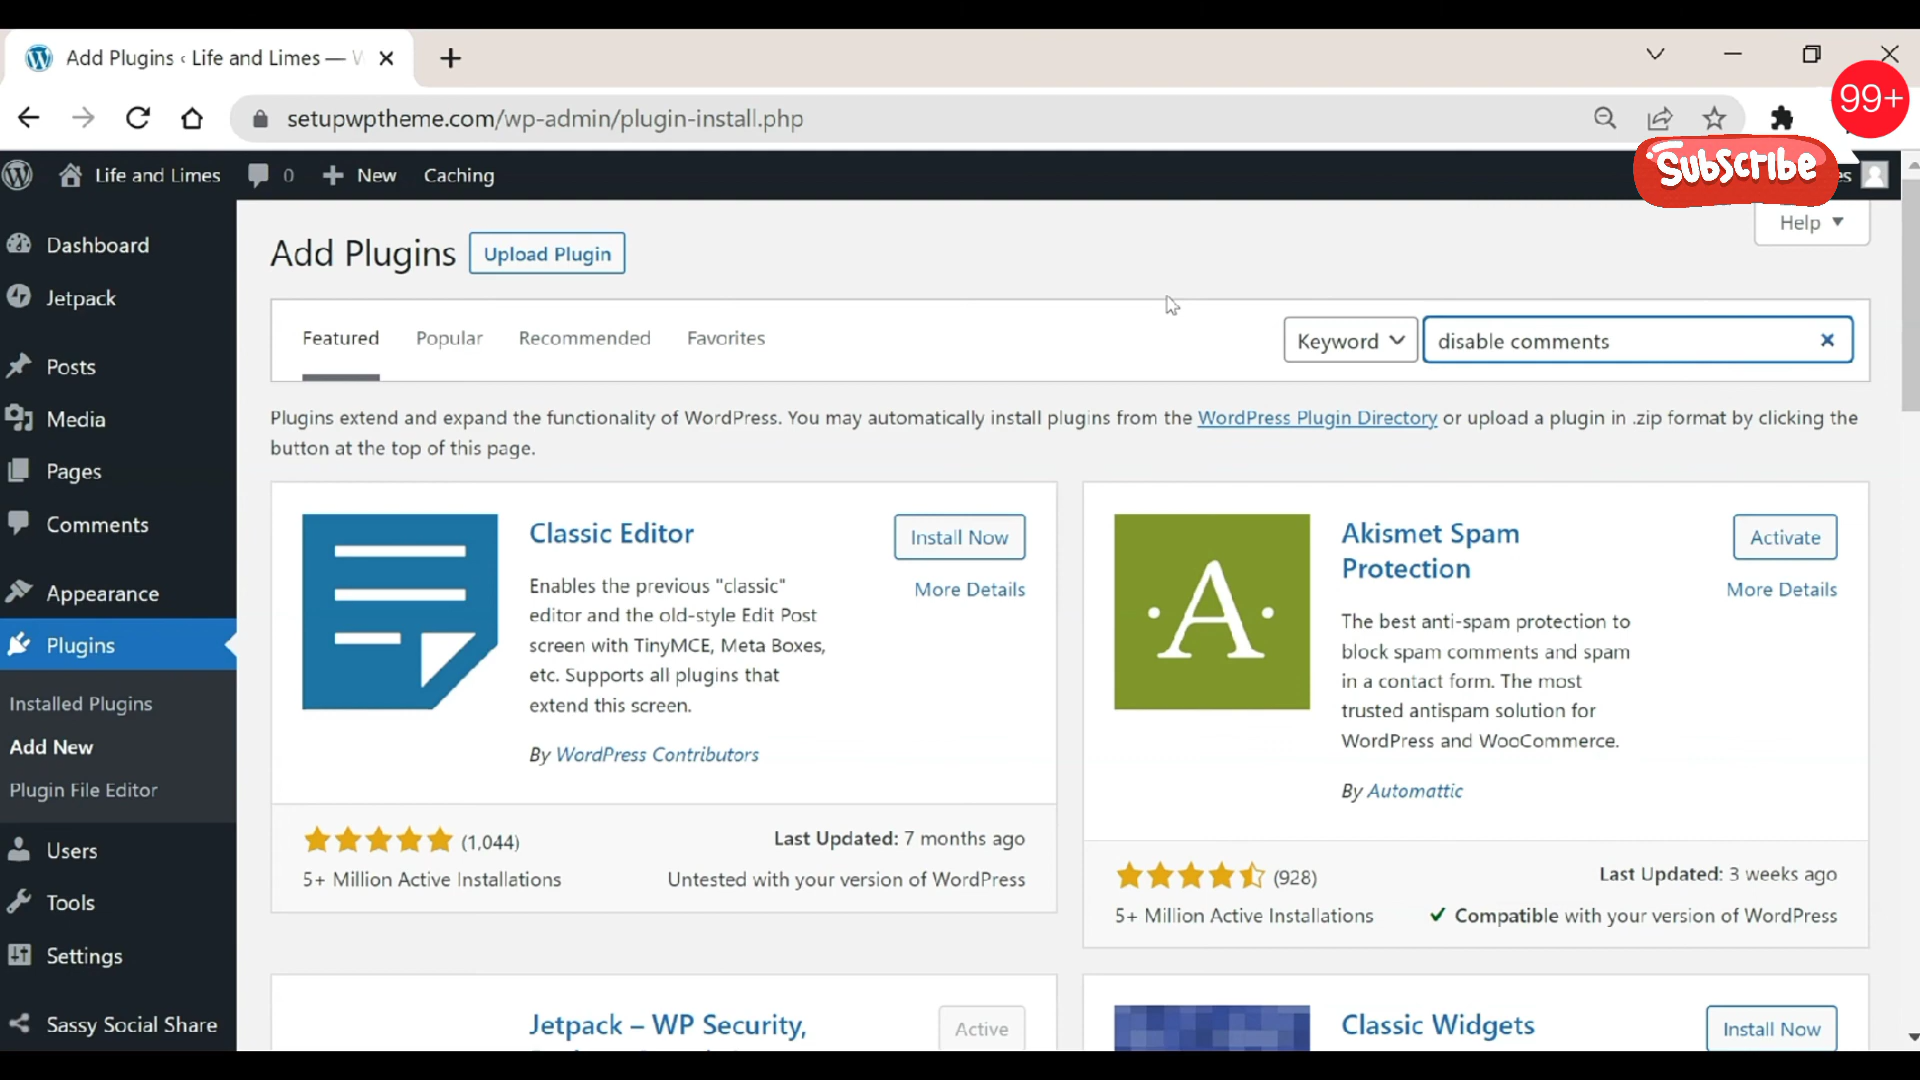 Add Plugins ‹ Life and Limes —
setupwptheme.com/wp-admin/plugin-install.php
99+
Subscribe
Life and Limes
0
New
Caching
Help
Dashboard
Jetpack
Posts
Media
Pages
Comments
Appearance
Plugins
Installed Plugins
Add New
Plugin File Editor
Users
Tools
Settings
Sassy Social Share
Add Plugins
Upload Plugin
Featured
Popular
Recommended
Favorites
Keyword
disable comments
Plugins extend and expand the functionality of WordPress. You may automatically install plugins from the WordPress Plugin Directory or upload a plugin in .zip format by clicking the
button at the top of this page.
Classic Editor
Install Now
More Details
Enables the previous "classic"
editor and the old-style Edit Post
screen with TinyMCE, Meta Boxes,
etc. Supports all plugins that
extend this screen.
By WordPress Contributors
(1,044)
Last Updated: 7 months ago
5+ Million Active Installations
Untested with your version of WordPress
A
Akismet Spam
Protection
Activate
More Details
The best anti-spam protection to
block spam comments and spam
in a contact form. The most
trusted antispam solution for
WordPress and WooCommerce.
By Automattic
(928)
Last Updated: 3 weeks ago
5+ Million Active Installations
Compatible with your version of WordPress
Jetpack – WP Security,
Active
Classic Widgets
Install Now